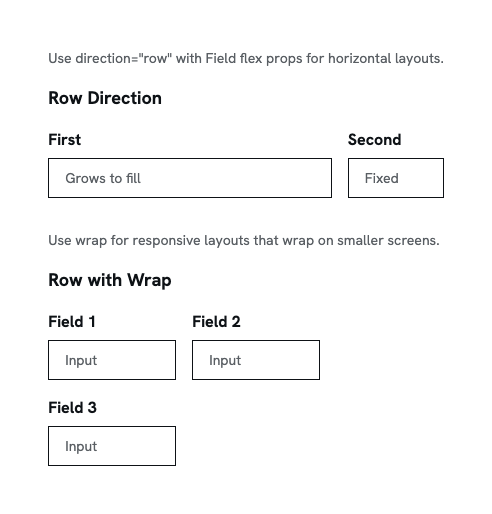 Use direction="row" with Field flex props for horizontal layouts.
Row Direction
First Second
Grows to fill Fixed
Use wrap for responsive layouts that wrap on smaller screens.
Row with Wrap
Field 1 Field 2
Input Input
Field 3
Input